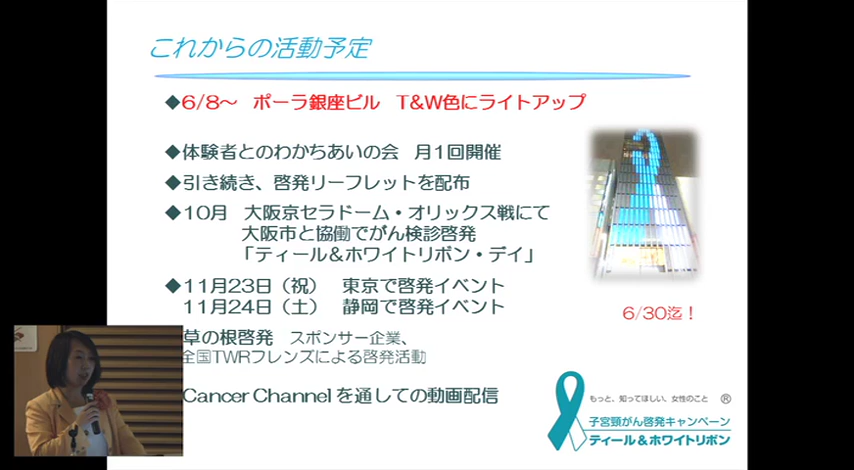 これからの活動予定
◆6/8～ ポーラ銀座ビル T&W色にライトアップ
◆体験者とのわかちあいの会 月1回開催
◆引き続き、啓発リーフレットを配布
◆10月 大阪京セラドーム・オリックス戦にて
大阪市と協働でがん検診啓発
「ティール&ホワイトリボン・デイ」
◆11月23日（祝） 東京で啓発イベント
11月24日（土） 静岡で啓発イベント
草の根啓発 スポンサー企業、
全国TWRフレンズによる啓発活動
Cancer Channelを通しての動画配信
6/30迄！
もっと、知ってほしい、女性のこと ®
子宮頸がん啓発キャンペーン
ティール&ホワイトリボン